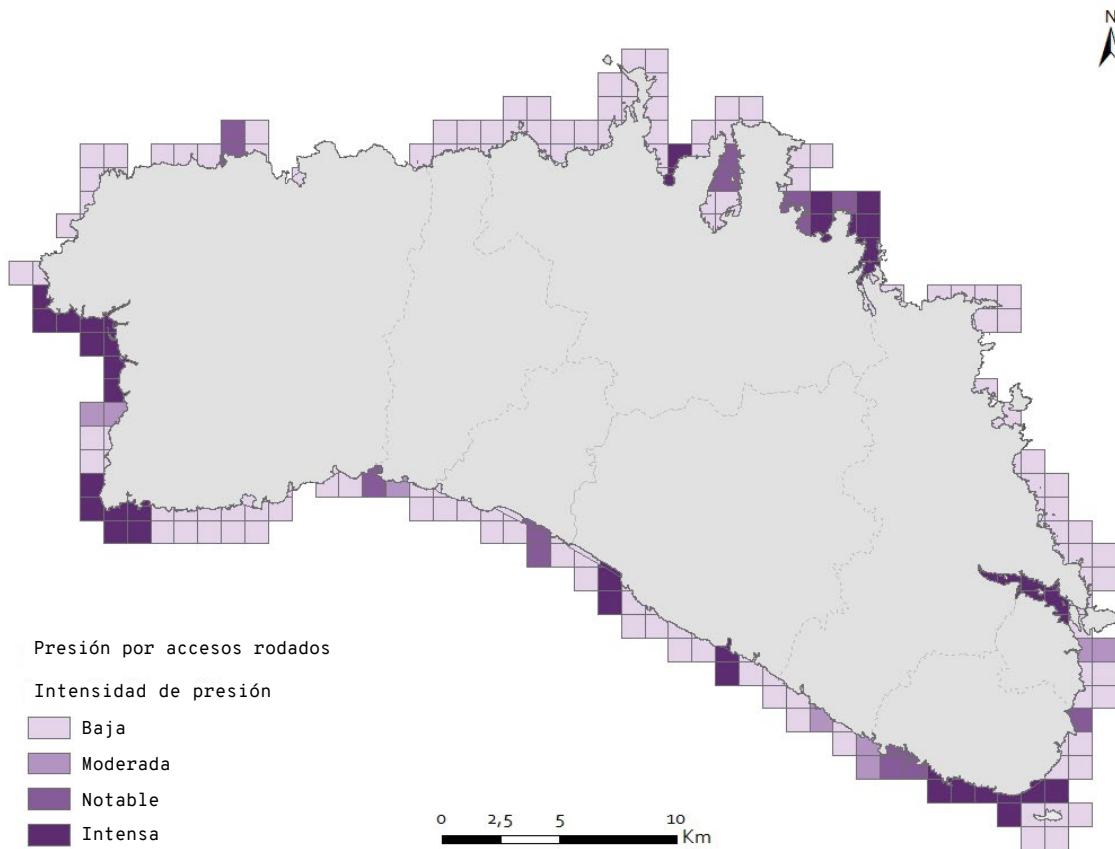 N
Presión por accesos rodados
Intensidad de presión
Baja
Moderada
Notable
Intensa
0 2,5 5 10
Km